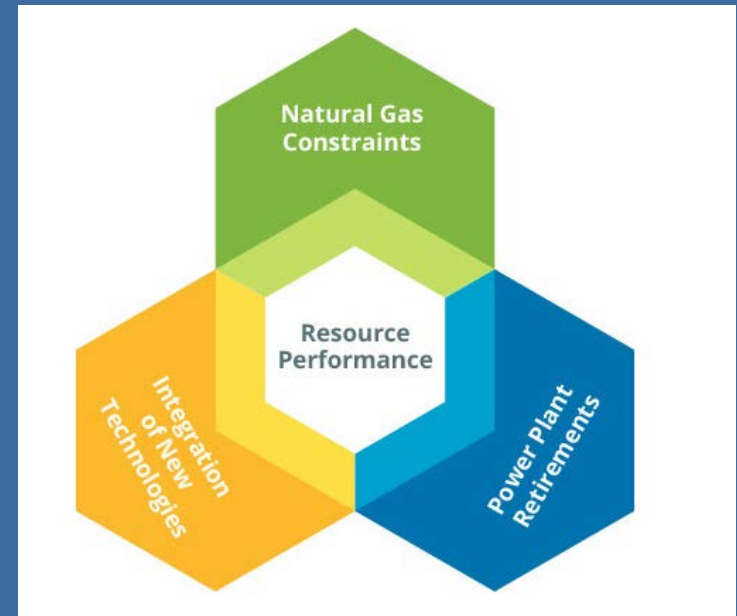 Natural Gas
Constraints
Resource
Performance
Integration
of New
Technologies
Power Plant
Retirements